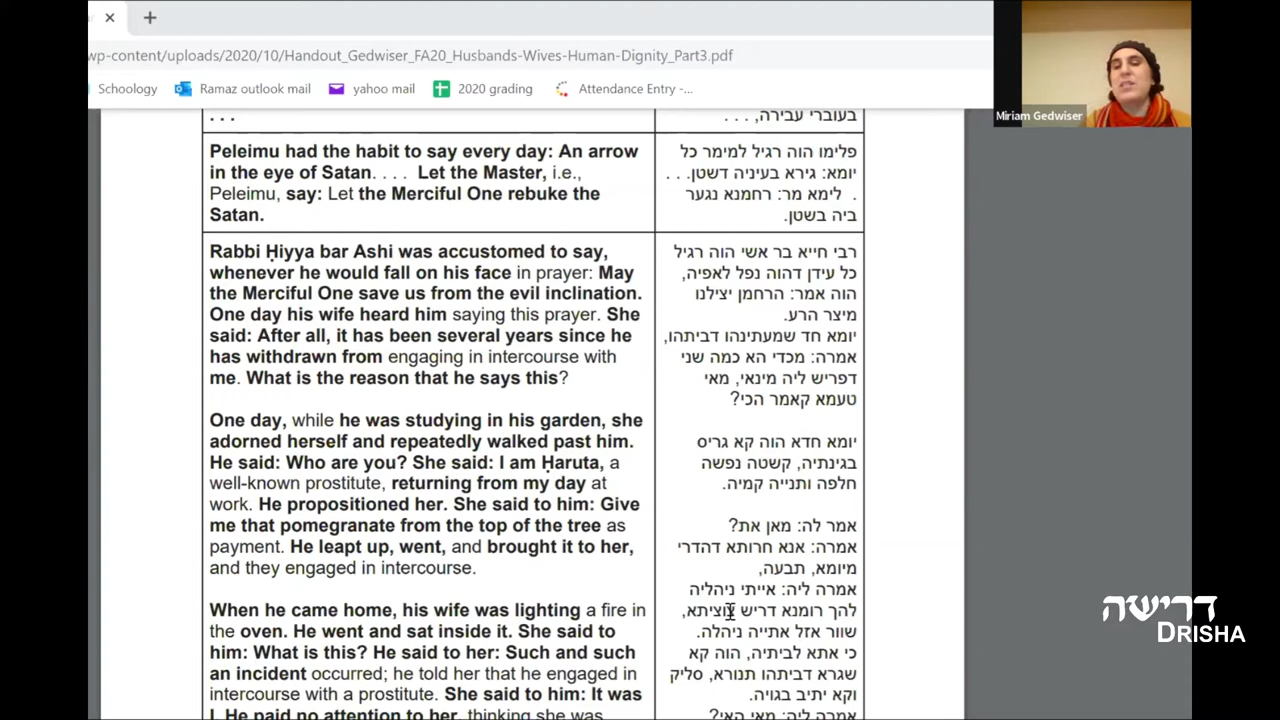 wp-content/uploads/2020/10/Handout_Gedwiser_FA20_Husbands-Wives-Human-Dignity_Part3.pdf
Schoology Ramaz outlook mail yahoo mail 2020 grading Attendance Entry -...
Miriam Gedwiser
. . .
Peleimu had the habit to say every day: An arrow
in the eye of Satan. . . . Let the Master, i.e.,
Peleimu, say: Let the Merciful One rebuke the
Satan.
Rabbi Ḥiyya bar Ashi was accustomed to say,
whenever he would fall on his face in prayer: May
the Merciful One save us from the evil inclination.
One day his wife heard him saying this prayer. She
said: After all, it has been several years since he
has withdrawn from engaging in intercourse with
me. What is the reason that he says this?
One day, while he was studying in his garden, she
adorned herself and repeatedly walked past him.
He said: Who are you? She said: I am Ḥaruta, a
well-known prostitute, returning from my day at
work. He propositioned her. She said to him: Give
me that pomegranate from the top of the tree as
payment. He leapt up, went, and brought it to her,
and they engaged in intercourse.
When he came home, his wife was lighting a fire in
the oven. He went and sat inside it. She said to
him: What is this? He said to her: Such and such
an incident occurred; he told her that he engaged in
intercourse with a prostitute. She said to him: It was
I. He paid no attention to her, thinking she was
בעוברי עבירה, . . .
פלימו הוה רגיל למימר כל
יומא: גירא בעיניה דשטן. . .
. לימא מר: רחמנא נגער
ביה בשטן.
רבי חייא בר אשי הוה רגיל
כל עידן דהוה נפל לאפיה,
הוה אמר: הרחמן יצילנו
מיצר הרע.
יומא חד שמעתינהו דביתהו,
אמרה: מכדי הא כמה שני
דפריש ליה מינאי, מאי
טעמא קאמר הכי?
יומא חדא הוה קא גריס
בגינתיה, קשטה נפשה
חלפה ותנייה קמיה.
אמר לה: מאן את?
אמרה: אנא חרותא דהדרי
מיומא, תבעה,
אמרה ליה: אייתי ניהליה
להך רומנא דריש גוציתא,
שוור אזל אתייה ניהלה.
כי אתא לביתיה, הוה קא
שגרא דביתהו תנורא, סליק
וקא יתיב בגויה.
אמרה ליה: מאי האי?
דרישה
DRISHA